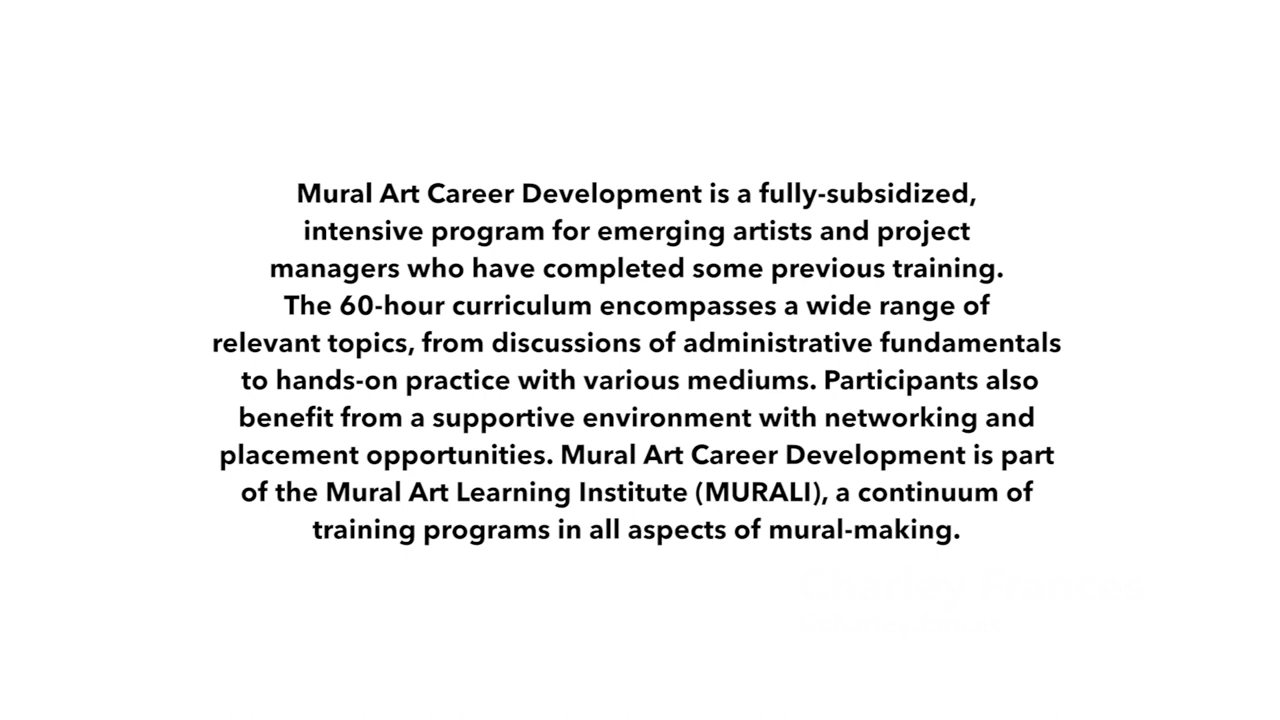 Mural Art Career Development is a fully-subsidized,
intensive program for emerging artists and project
managers who have completed some previous training.
The 60-hour curriculum encompasses a wide range of
relevant topics, from discussions of administrative fundamentals
to hands-on practice with various mediums. Participants also
benefit from a supportive environment with networking and
placement opportunities. Mural Art Career Development is part
of the Mural Art Learning Institute (MURALI), a continuum of
training programs in all aspects of mural-making.
Charley Frances